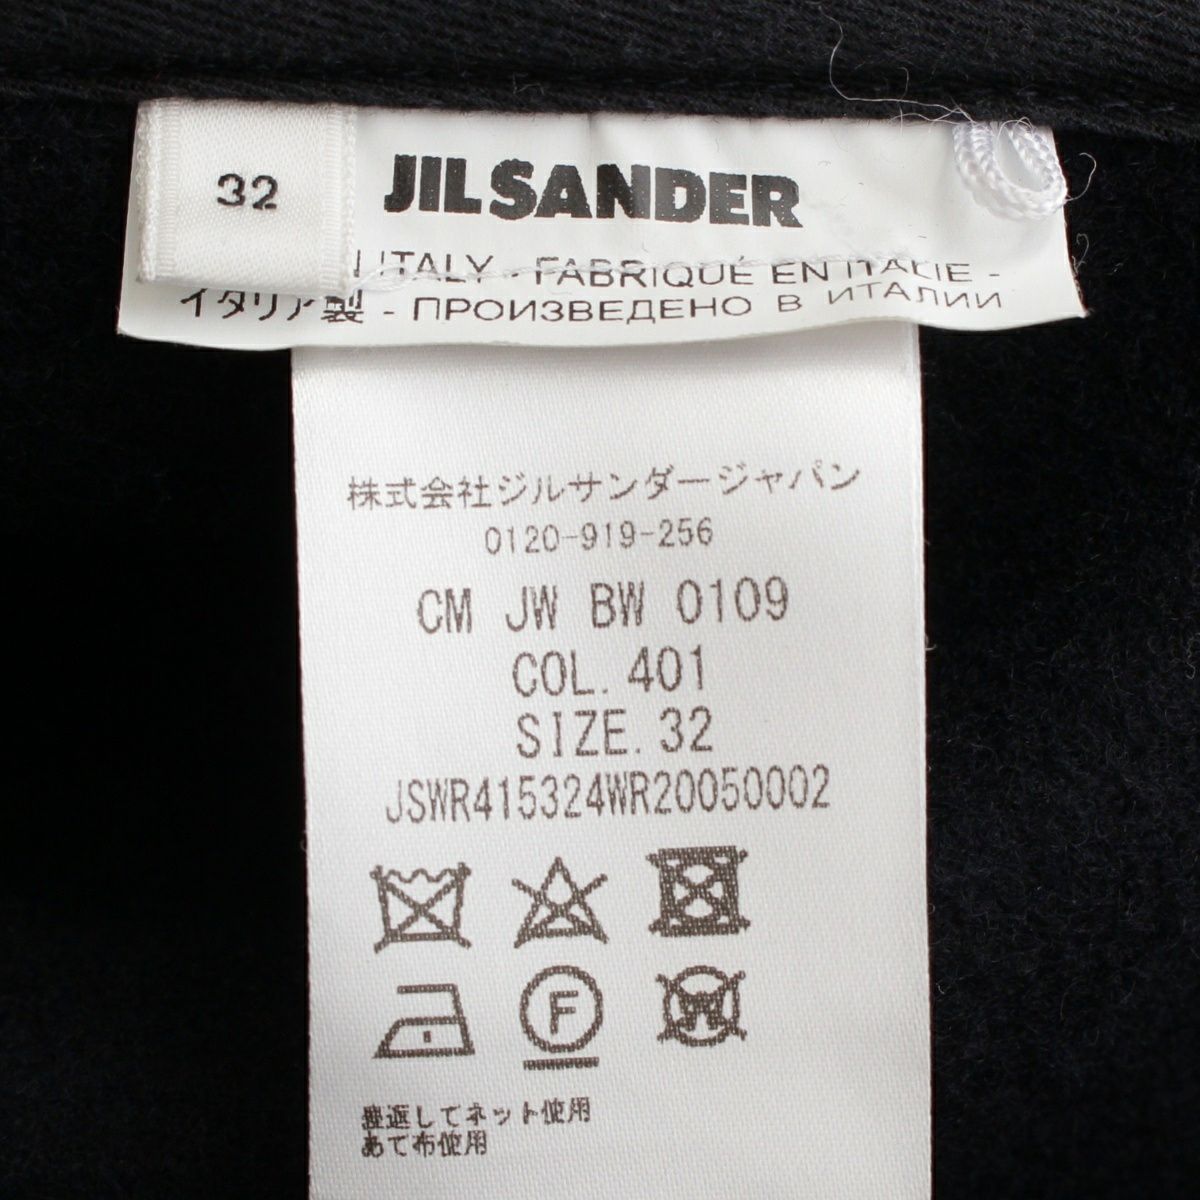 32
JIL SANDER
N ITALY - FABRIQUÉ EN ITALIE -
イタリア製 - ПРОИЗВЕДЕНО В ИТАЛИИ
株式会社ジルサンダージャパン
0120-919-256
CM JW BW 0109
COL. 401
SIZE. 32
JSWR415324WR20050002
F
W
裏返してネット使用
あて布使用